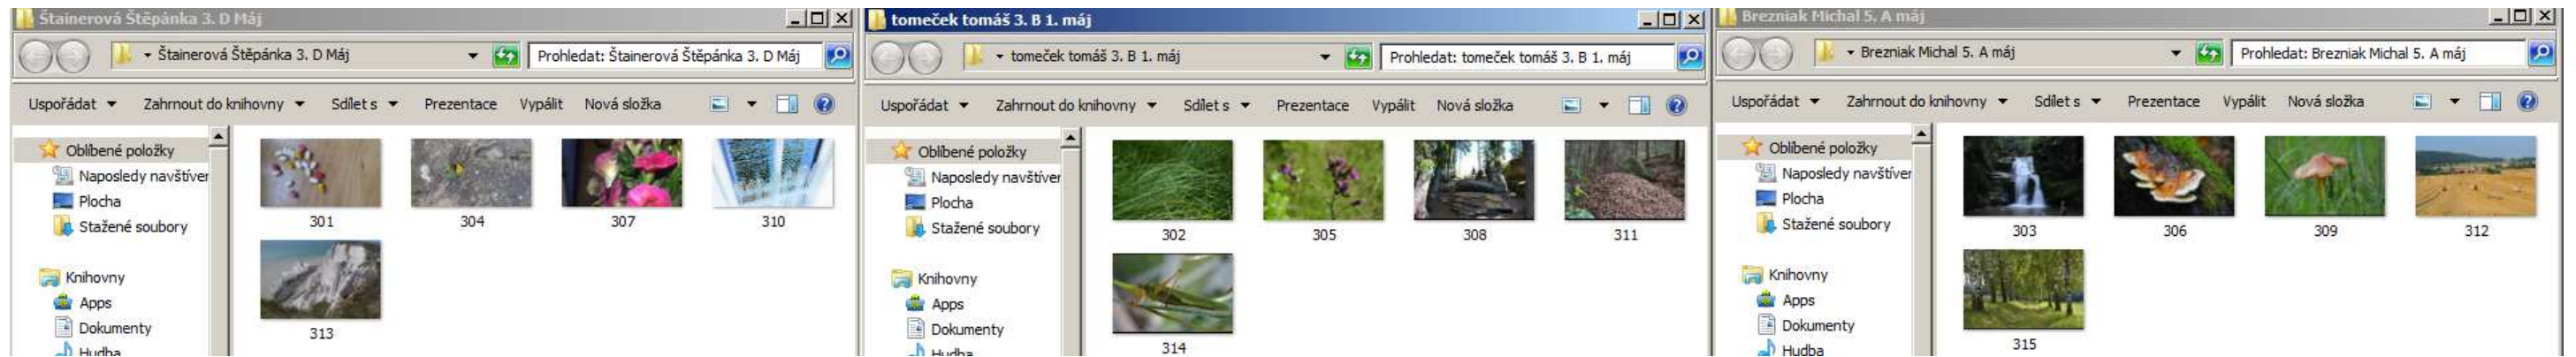 Štainerová Štěpánka 3. D Máj
Štainerová Štěpánka 3. D Máj
Prohledat: Štainerová Štěpánka 3. D Máj
Uspořádat
Zahrnout do knihovny
Sdílet s
Prezentace
Vypálit
Nová složka
Oblíbené položky
Naposledy navštíver
Plocha
Stažené soubory
Knihovny
Apps
Dokumenty
Hudba
301
304
307
310
313
tomeček tomáš 3. B 1. máj
tomeček tomáš 3. B 1. máj
Prohledat: tomeček tomáš 3. B 1. máj
Uspořádat
Zahrnout do knihovny
Sdílet s
Prezentace
Vypálit
Nová složka
Oblíbené položky
Naposledy navštíver
Plocha
Stažené soubory
Knihovny
Apps
Dokumenty
Hudba
302
305
308
311
314
Brezniak Michal 5. A máj
Brezniak Michal 5. A máj
Prohledat: Brezniak Michal 5. A máj
Uspořádat
Zahrnout do knihovny
Sdílet s
Prezentace
Vypálit
Nová složka
Oblíbené položky
Naposledy navštíver
Plocha
Stažené soubory
Knihovny
Apps
Dokumenty
Hudba
303
306
309
312
315